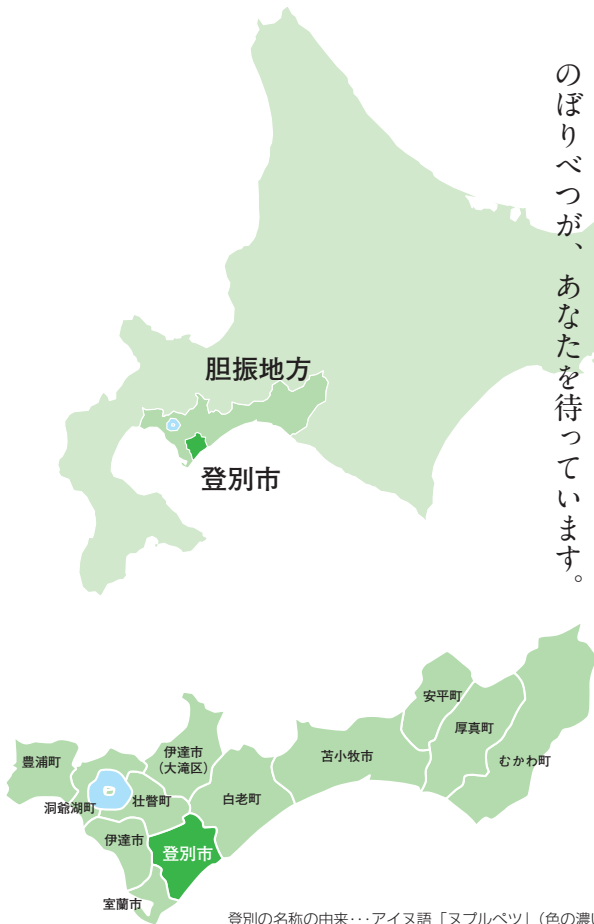 のぼりべつが、あなたを待っています。
胆振地方
登別市
安平町
厚真町
むかわ町
苫小牧市
伊達市
(大滝区)
豊浦町
白老町
壮瞥町
洞爺湖町
伊達市
登別市
室蘭市
登別の名称の由来･･･アイヌ語「ヌプルペツ」(色の濃い